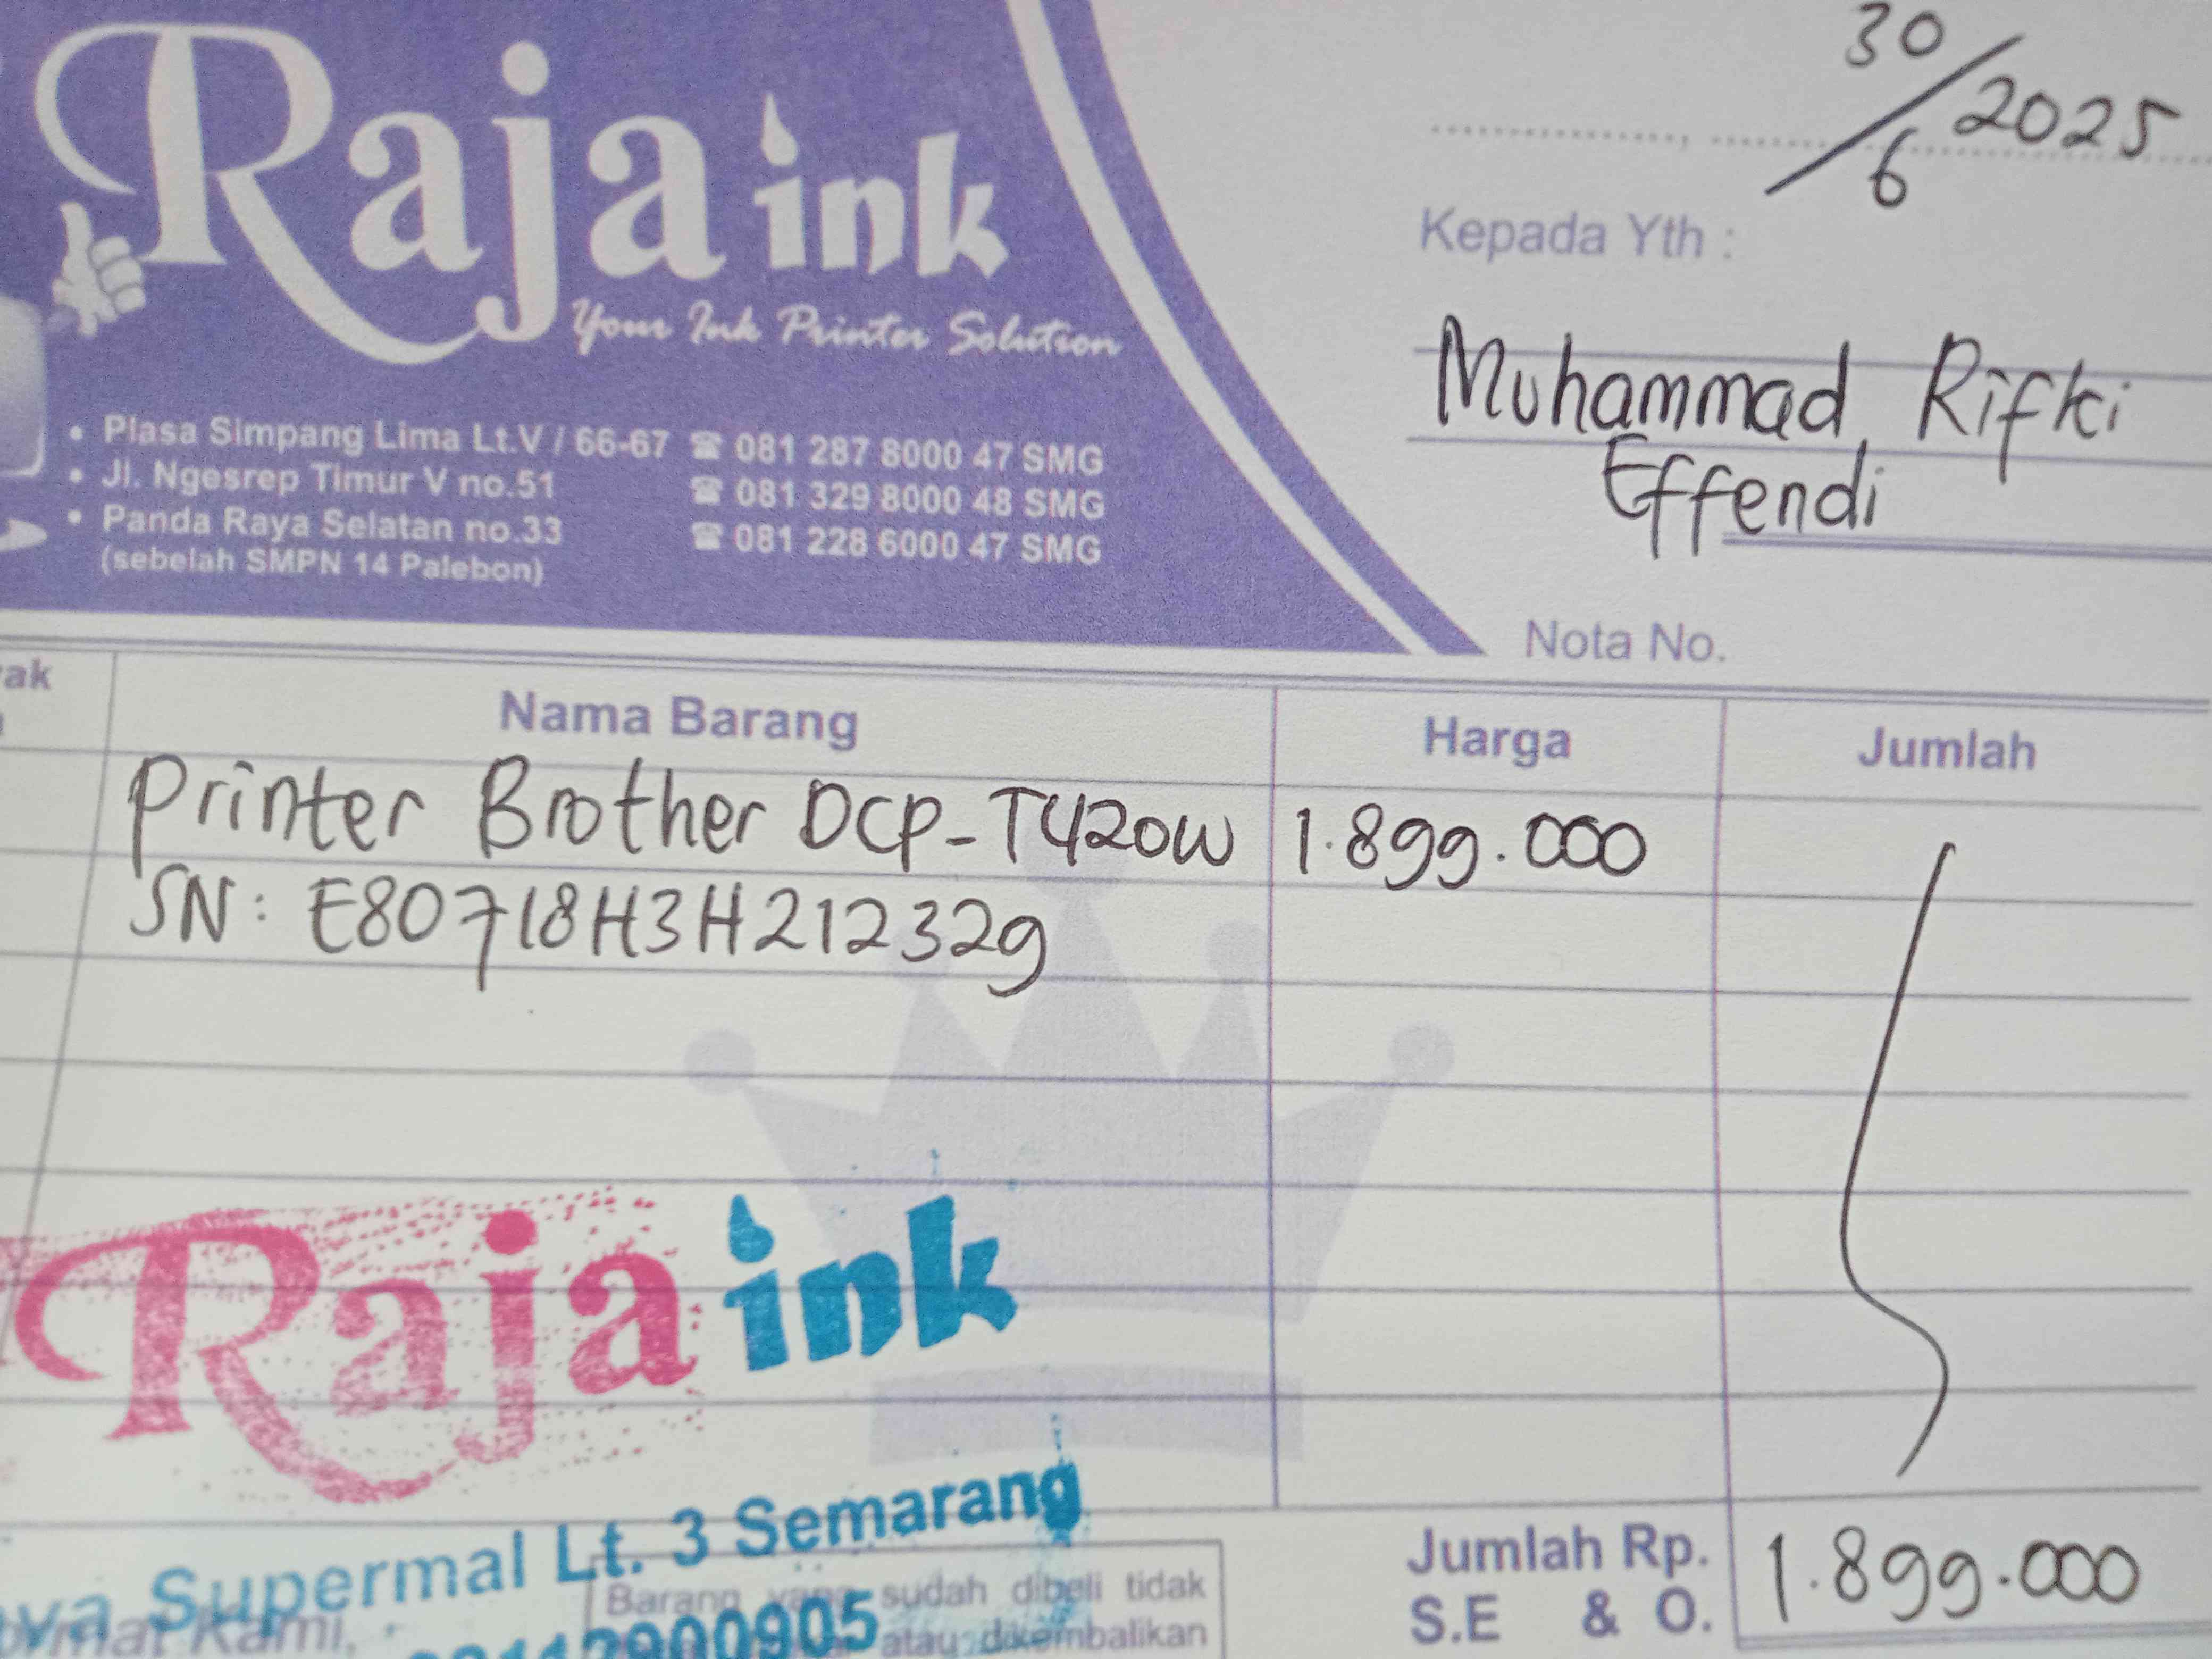 Raja ink
Your Ink Printer Solution
• Plasa Simpang Lima Lt.V / 66-67 ☎ 081 287 8000 47 SMG
• Jl. Ngesrep Timur V no.51 ☎ 081 329 8000 48 SMG
• Panda Raya Selatan no.33 ☎ 081 228 6000 47 SMG
(sebelah SMPN 14 Palebon)
30/6 2025
Kepada Yth :
Muhammad Rifki
Effendi
Nota No.
Nama Barang Harga Jumlah
Printer Brother DCP-T420W 1.899.000
SN: E80718H3H212329
Raja ink
Supermal Lt. 3 Semarang
Barang yang sudah dibeli tidak
atau dikembalikan
Kami,
Jumlah Rp. 1.899.000
S.E & O.